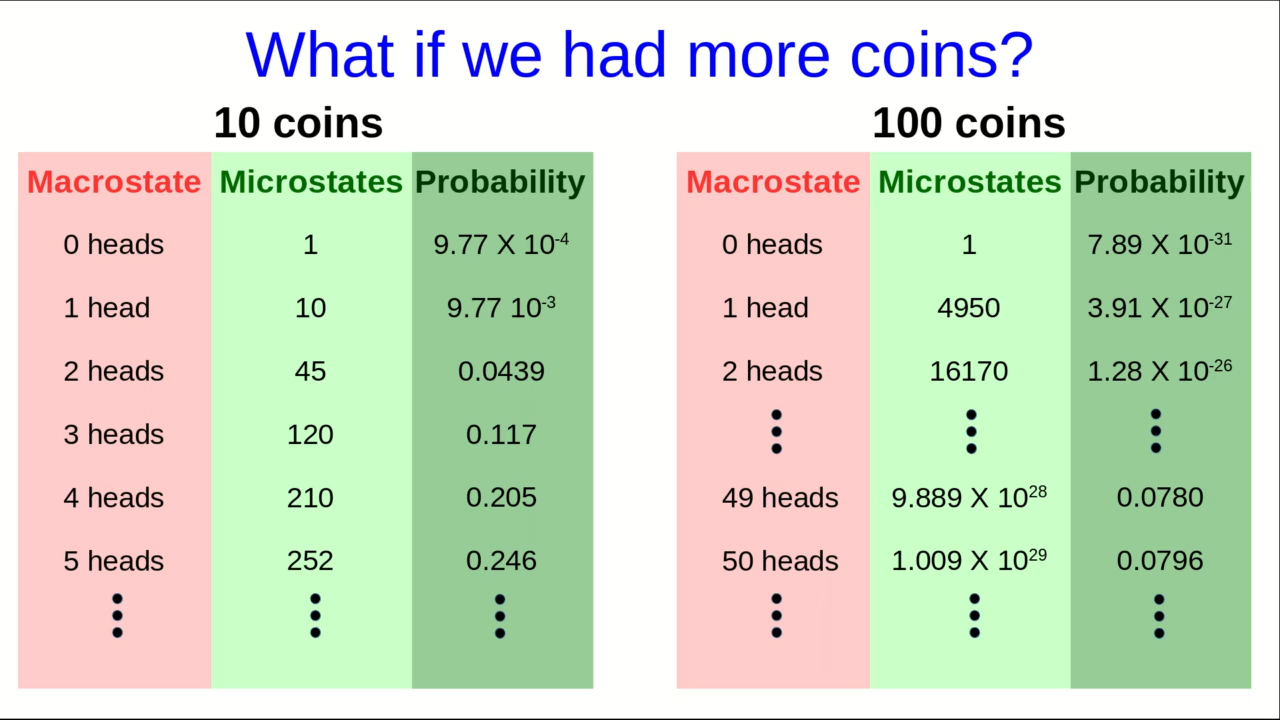 What if we had more coins?
10 coins
Macrostate Microstates Probability
0 heads 1 9.77 X 10⁻⁴
1 head 10 9.77 10⁻³
2 heads 45 0.0439
3 heads 120 0.117
4 heads 210 0.205
5 heads 252 0.246
100 coins
Macrostate Microstates Probability
0 heads 1 7.89 X 10⁻³¹
1 head 4950 3.91 X 10⁻²⁷
2 heads 16170 1.28 X 10⁻²⁶
49 heads 9.889 X 10²⁸ 0.0780
50 heads 1.009 X 10²⁹ 0.0796